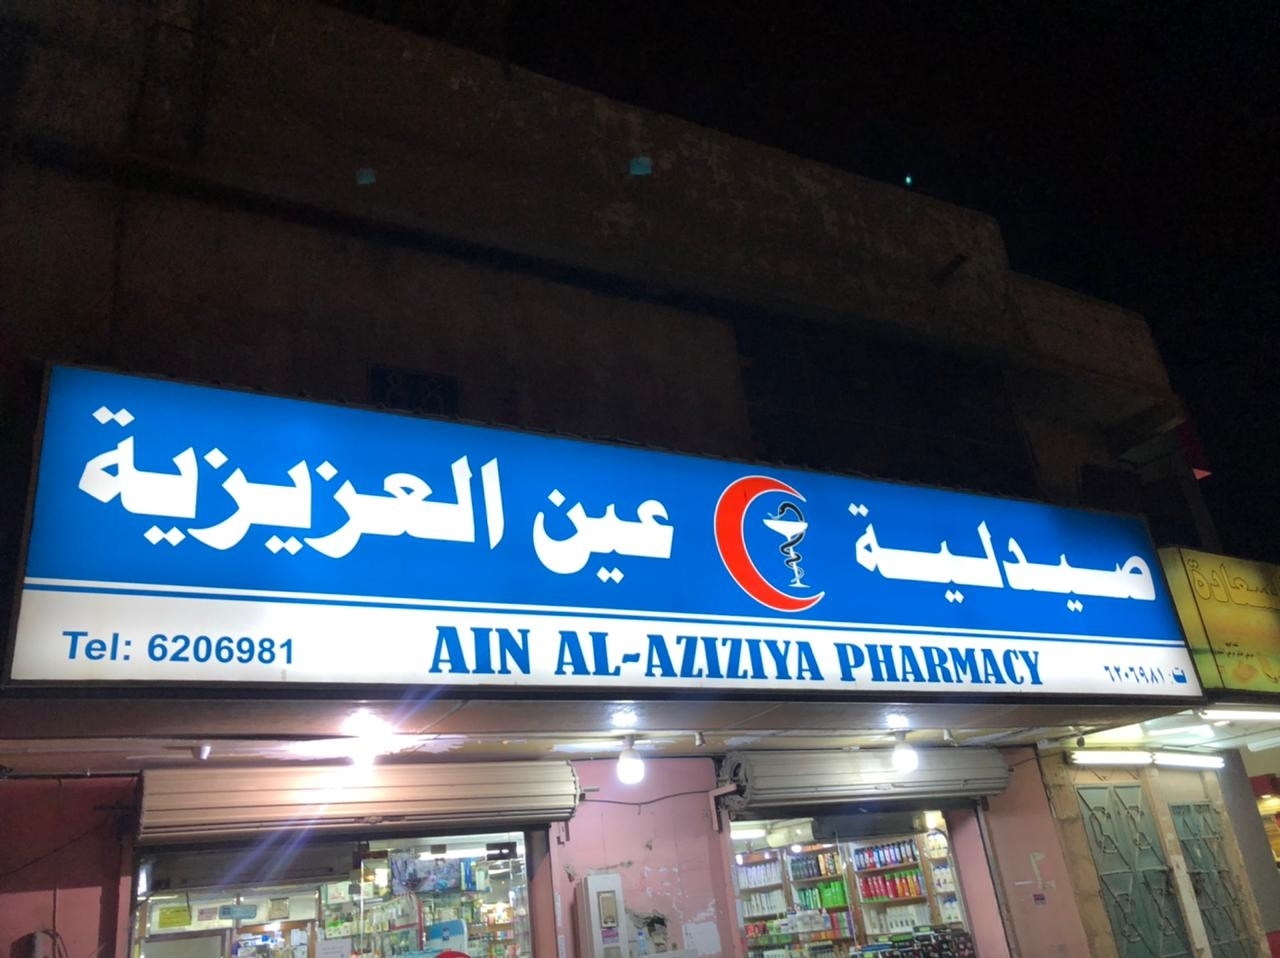 صيدلية عين العزيزية
Tel: 6206981
AIN AL-AZIZIYA PHARMACY
ت: ٦٢٠٦٩٨١